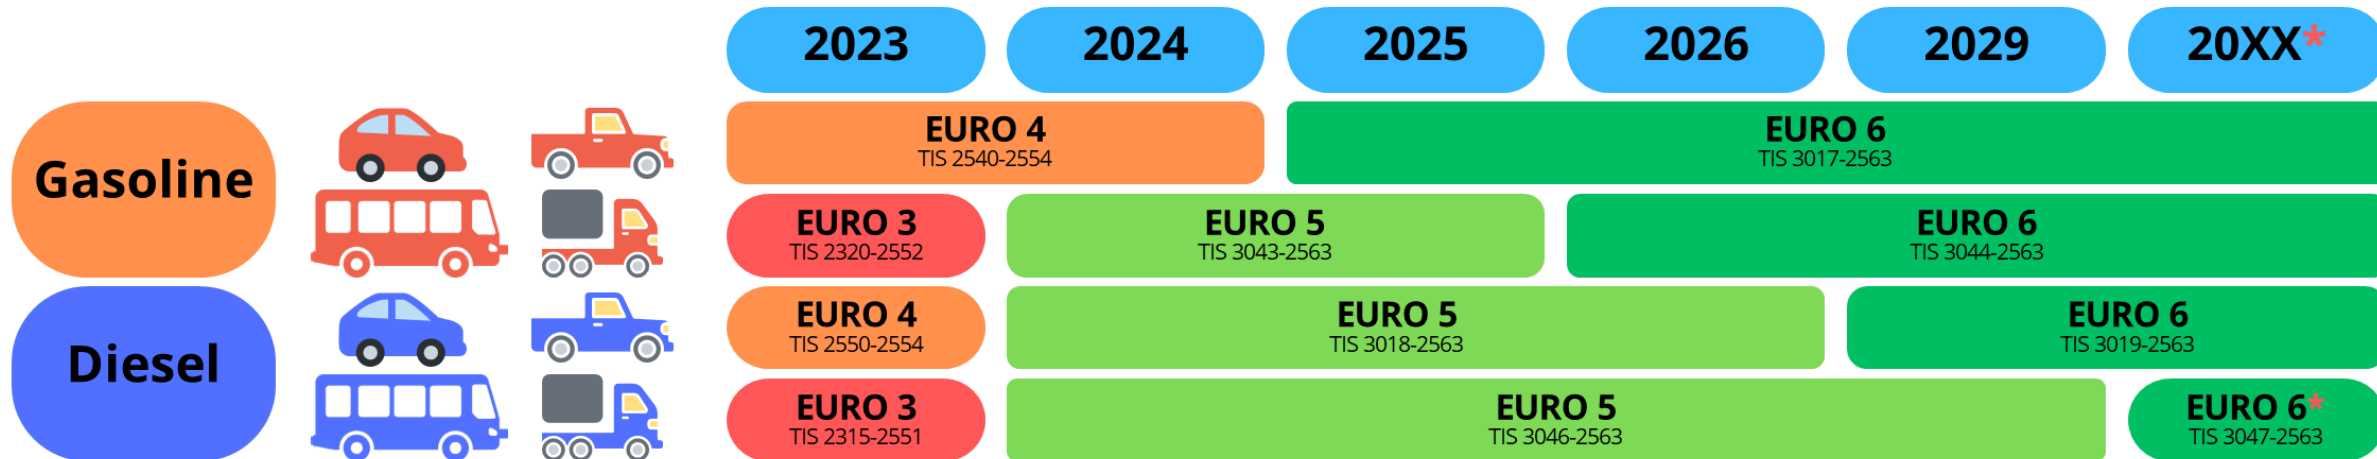 2023 2024 2025 2026 2029 20XX*
Gasoline
EURO 4
TIS 2540-2554
EURO 6
TIS 3017-2563
EURO 3
TIS 2320-2552
EURO 5
TIS 3043-2563
EURO 6
TIS 3044-2563
Diesel
EURO 4
TIS 2550-2554
EURO 5
TIS 3018-2563
EURO 6
TIS 3019-2563
EURO 3
TIS 2315-2551
EURO 5
TIS 3046-2563
EURO 6*
TIS 3047-2563